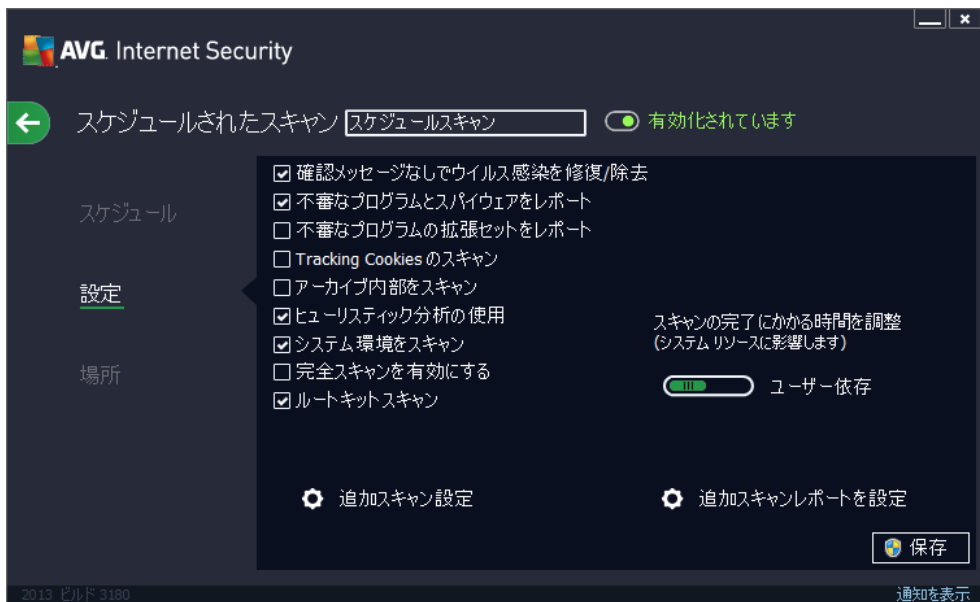 AVG. Internet Security
スケジュールされたスキャン スケジュールスキャン 有効化されています
スケジュール
設定
場所
確認メッセージなしでウイルス感染を修復/除去
不審なプログラムとスパイウェアをレポート
不審なプログラムの拡張セットをレポート
Tracking Cookies のスキャン
アーカイブ内部をスキャン
ヒューリスティック分析の使用
システム環境をスキャン
完全スキャンを有効にする
ルートキットスキャン
スキャンの完了にかかる時間を調整
(システム リソースに影響します)
ユーザー依存
追加スキャン設定
追加スキャンレポートを設定
保存
2013 ビルド 3180
通知を表示